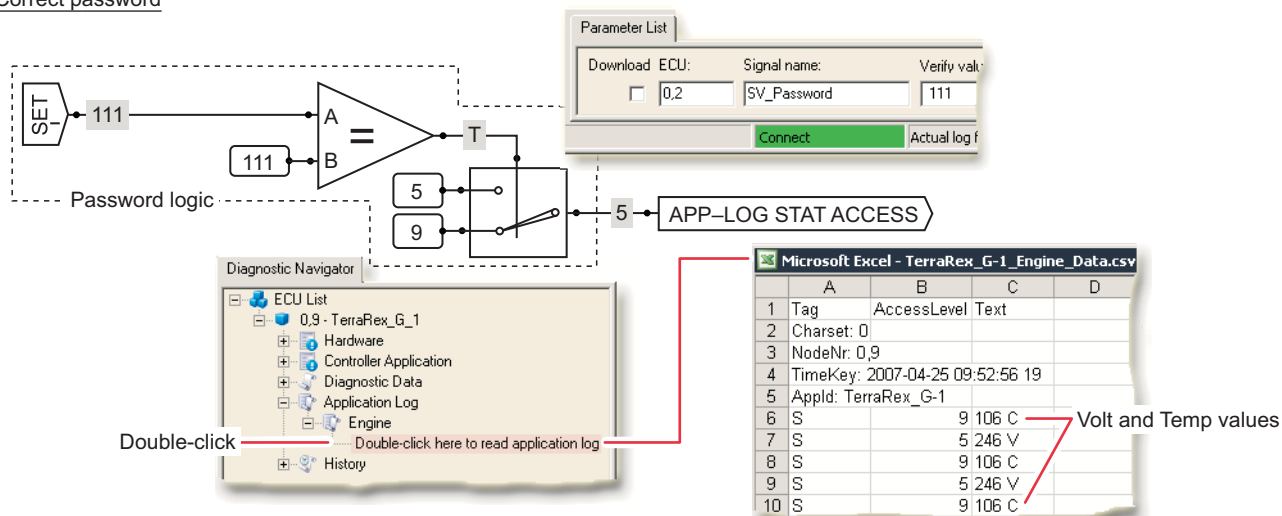 Correct password
Parameter List
Download ECU: Signal name: Verify
0,2 SV_Password 111
Connect Actual log
SET 111 A
=
111 B
T
Password logic
5
9
5 APP–LOG STAT ACCESS
Diagnostic Navigator
ECU List
0,9 - TerraRex_G_1
Hardware
Controller Application
Diagnostic Data
Application Log
Engine
Double-click
Double-click here to read application log
History
Microsoft Excel - TerraRex_G-1_Engine_Data.csv
A B C D
1 Tag AccessLevel Text
2 Charset: 0
3 NodeNr: 0,9
4 TimeKey: 2007-04-25 09:52:56 19
5 AppId: TerraRex_G-1
6 S 9 106 C
7 S 5 246 V
8 S 9 106 C
9 S 5 246 V
10 S 9 106 C
Volt and Temp values